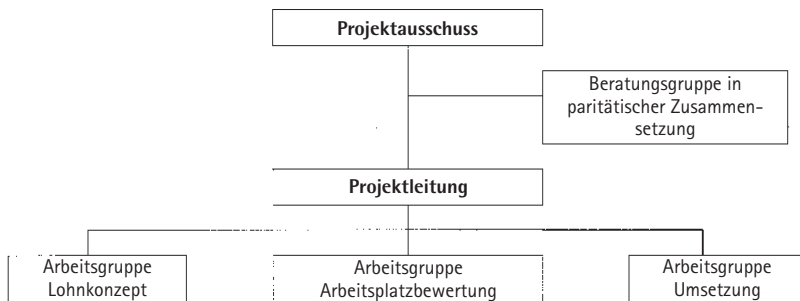 Projektausschuss
Beratungsgruppe in
paritätischer Zusammen-
setzung
Projektleitung
Arbeitsgruppe
Lohnkonzept
Arbeitsgruppe
Arbeitsplatzbewertung
Arbeitsgruppe
Umsetzung